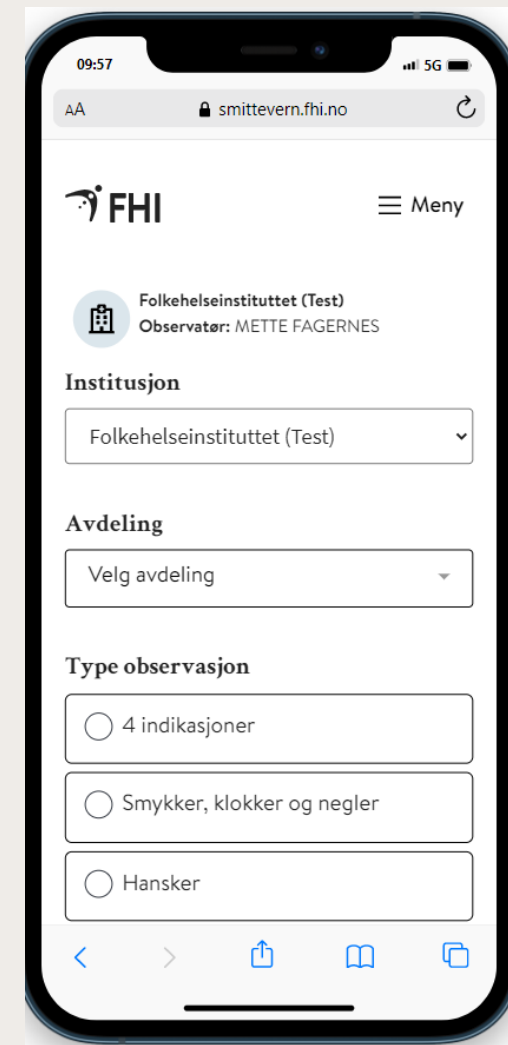 09:57
5G
AA smittevern.fhi.no
FHI
Meny
Folkehelseinstituttet (Test)
Observatør: METTE FAGERNES
Institusjon
Folkehelseinstituttet (Test)
Avdeling
Velg avdeling
Type observasjon
4 indikasjoner
Smykker, klokker og negler
Hansker